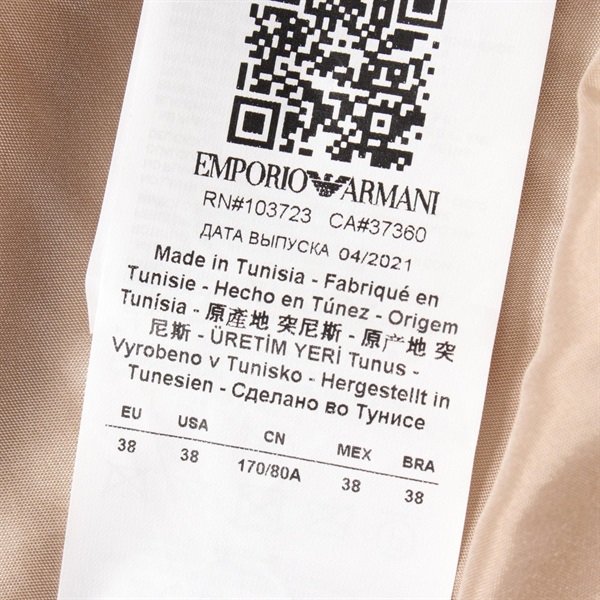 EMPORIO ARMANI
RN#103723 CA#37360
ДАТА ВЫПУСКА 04/2021
Made in Tunisia - Fabriqué en
Tunisie - Hecho en Túnez - Origem
Tunísia - 原產地 突尼斯 - 原产地 突
尼斯 - ÜRETİM YERİ Tunus -
Vyrobeno v Tunisko - Hergestellt in
Tunesien - Сделано во Тунисе
EU USA CN MEX BRA
38 38 170/80A 38 38